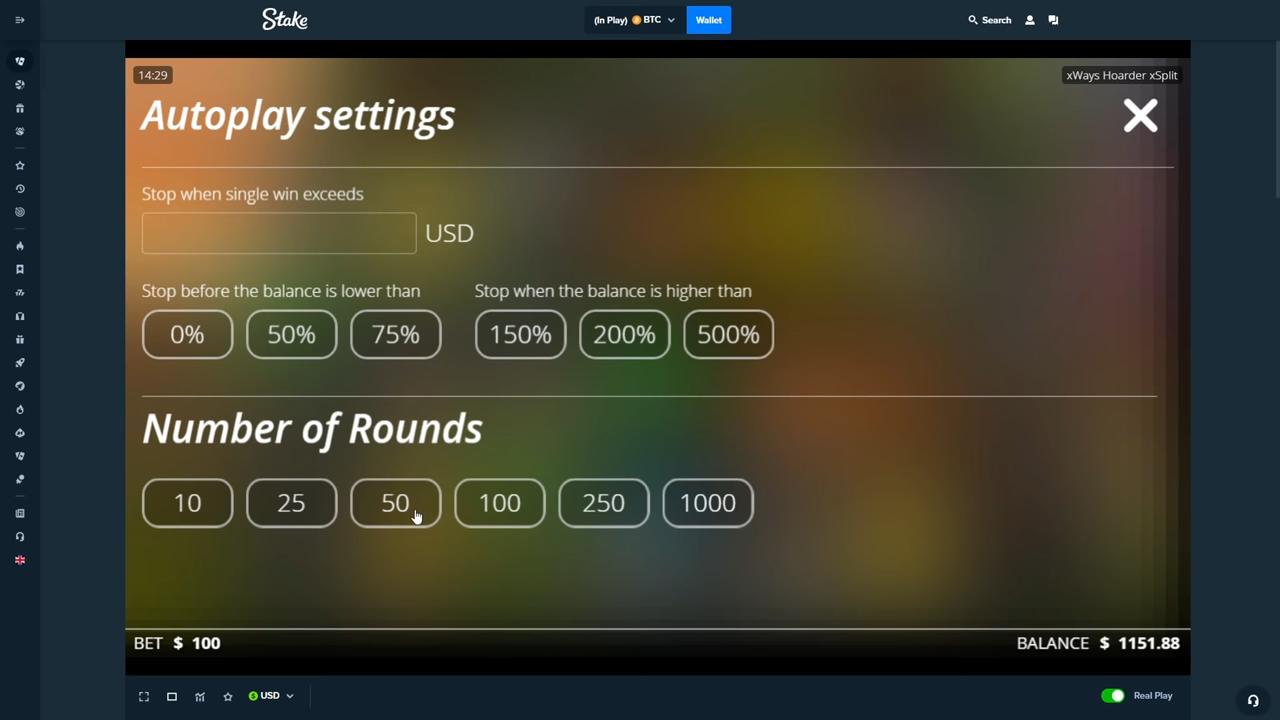 Stake
(In Play) BTC
Wallet
Search
14:29
xWays Hoarder xSplit
Autoplay settings
Stop when single win exceeds
USD
Stop before the balance is lower than
Stop when the balance is higher than
0% 50% 75% 150% 200% 500%
Number of Rounds
10 25 50 100 250 1000
BET $ 100
BALANCE $ 1151.88
USD
Real Play